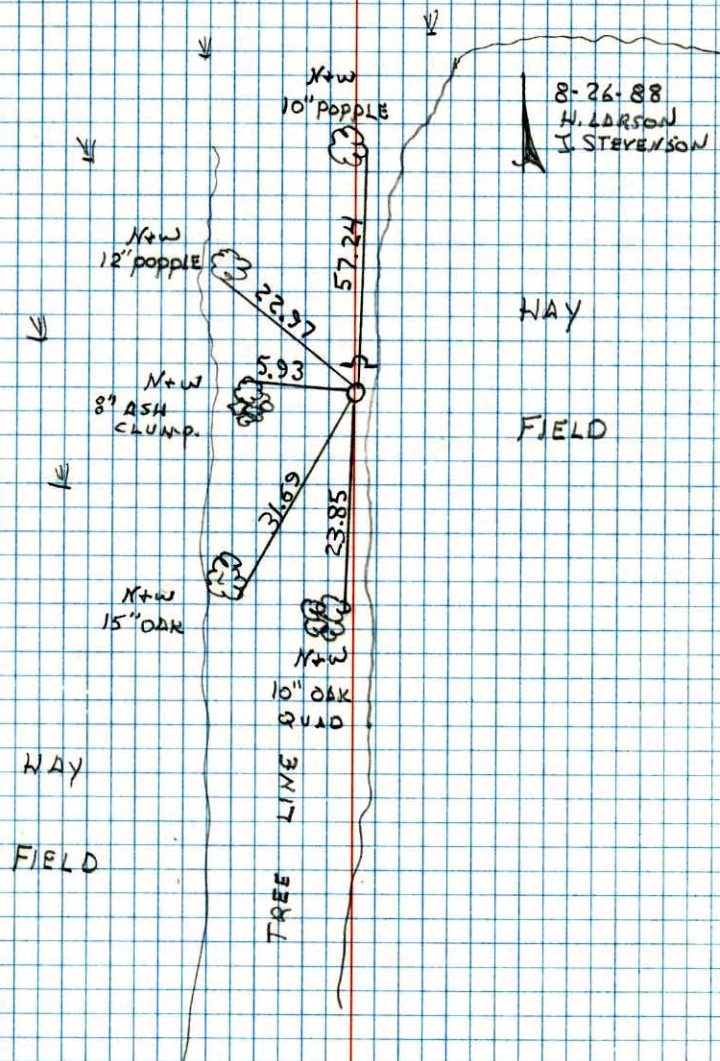 N+W
10" POPPLE
8-26-88
H. LARSON
J. STEVENSON
57.24
N+W
12" POPPLE
22.97
HAY
FIELD
5.93
N+W
8" ASH
CLUMP.
31.69
23.85
N+W
15" OAK
N+W
10" OAK
QUAD
HAY
FIELD
TREE LINE